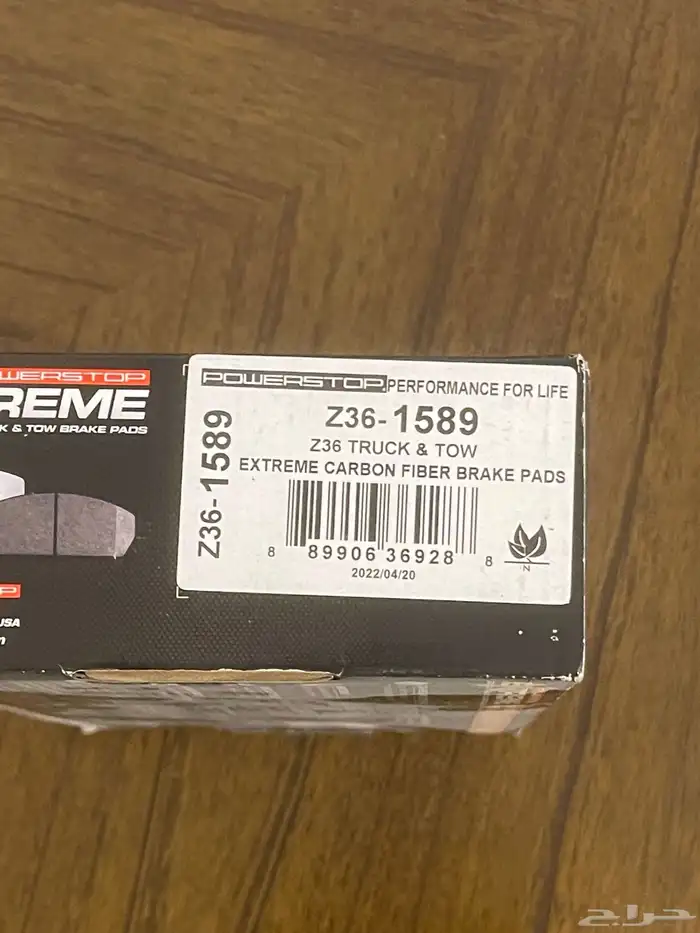 POWERSTOP
REME
K & TOW BRAKE PADS
POWERSTOP PERFORMANCE FOR LIFE
Z36-1589
Z36-1589
Z36 TRUCK & TOW
EXTREME CARBON FIBER BRAKE PADS
8 89906 36928 8
2022/04/20
N
USA
حراج